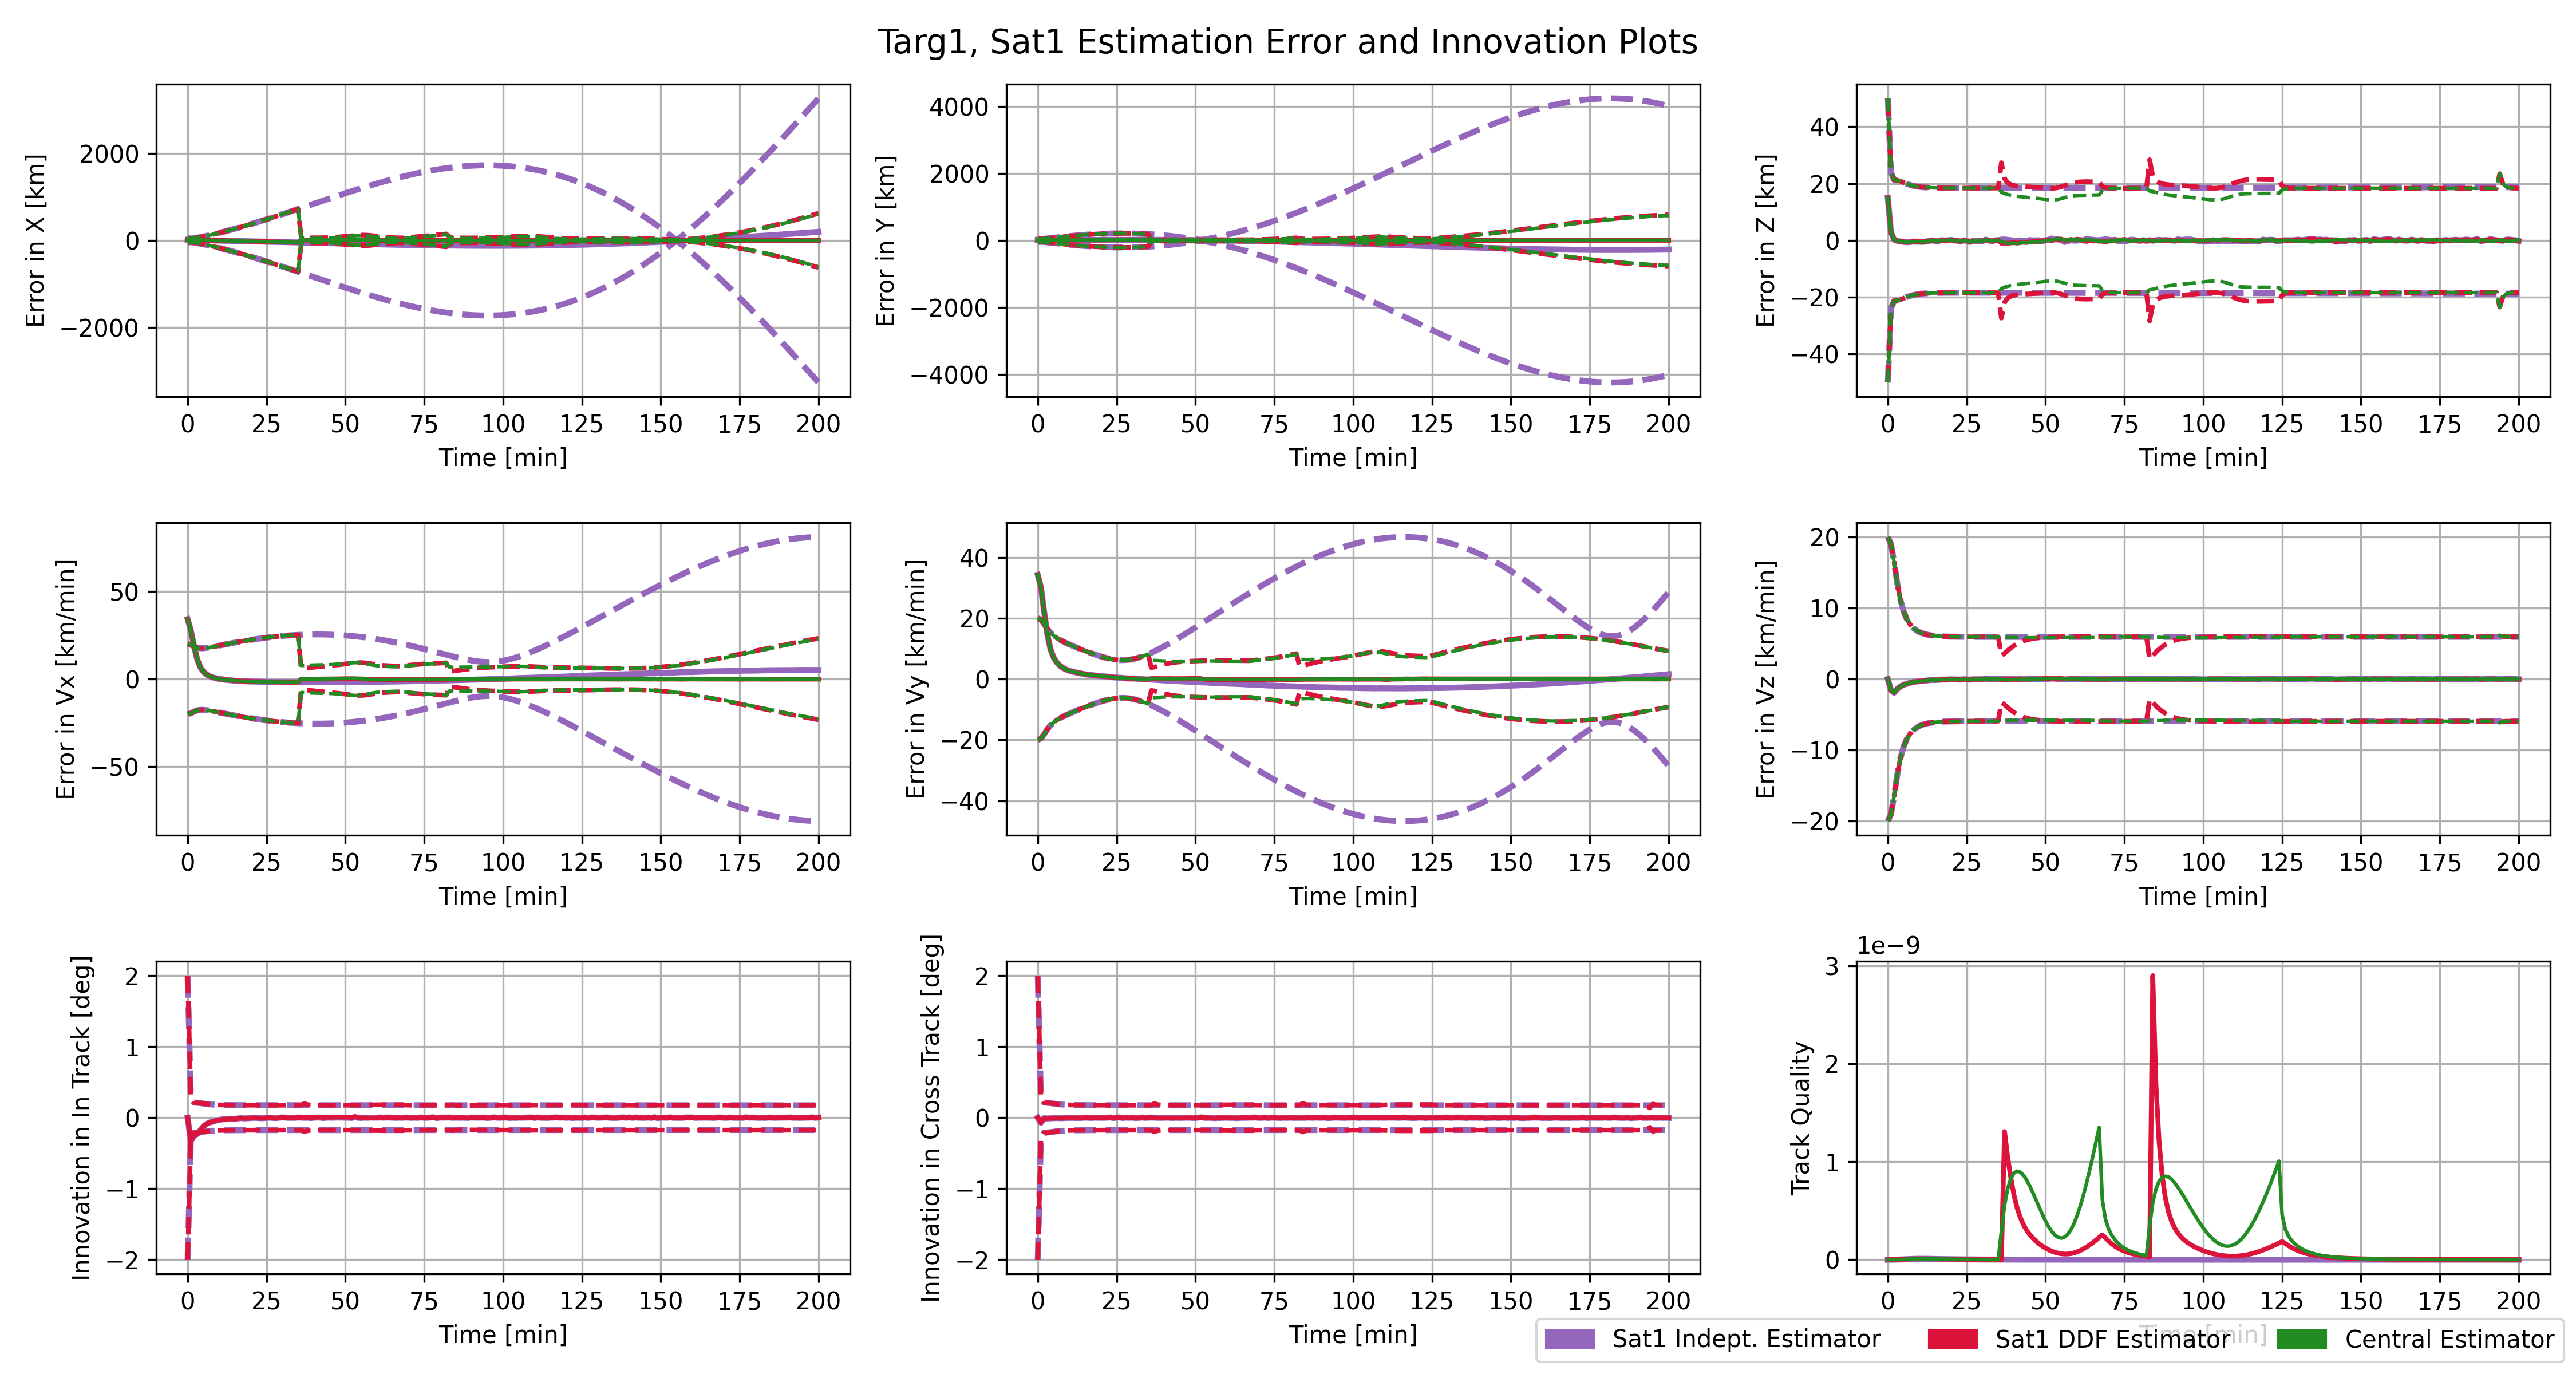 Targ1, Sat1 Estimation Error and Innovation Plots
Error in X [km]
2000
0
−2000
0 25 50 75 100 125 150 175 200
Time [min]
Error in Y [km]
4000
2000
0
−2000
−4000
0 25 50 75 100 125 150 175 200
Time [min]
Error in Z [km]
40
20
0
−20
−40
0 25 50 75 100 125 150 175 200
Time [min]
Error in Vx [km/min]
50
0
−50
0 25 50 75 100 125 150 175 200
Time [min]
Error in Vy [km/min]
40
20
0
−20
−40
0 25 50 75 100 125 150 175 200
Time [min]
Error in Vz [km/min]
20
10
0
−10
−20
0 25 50 75 100 125 150 175 200
Time [min]
Innovation in In Track [deg]
2
1
0
−1
−2
0 25 50 75 100 125 150 175 200
Time [min]
Innovation in Cross Track [deg]
2
1
0
−1
−2
0 25 50 75 100 125 150 175 200
Time [min]
1e−9
Track Quality
3
2
1
0
0 25 50 75 100 125 150 175 200
Time [min]
Sat1 Indept. Estimator
Sat1 DDF Estimator
Central Estimator